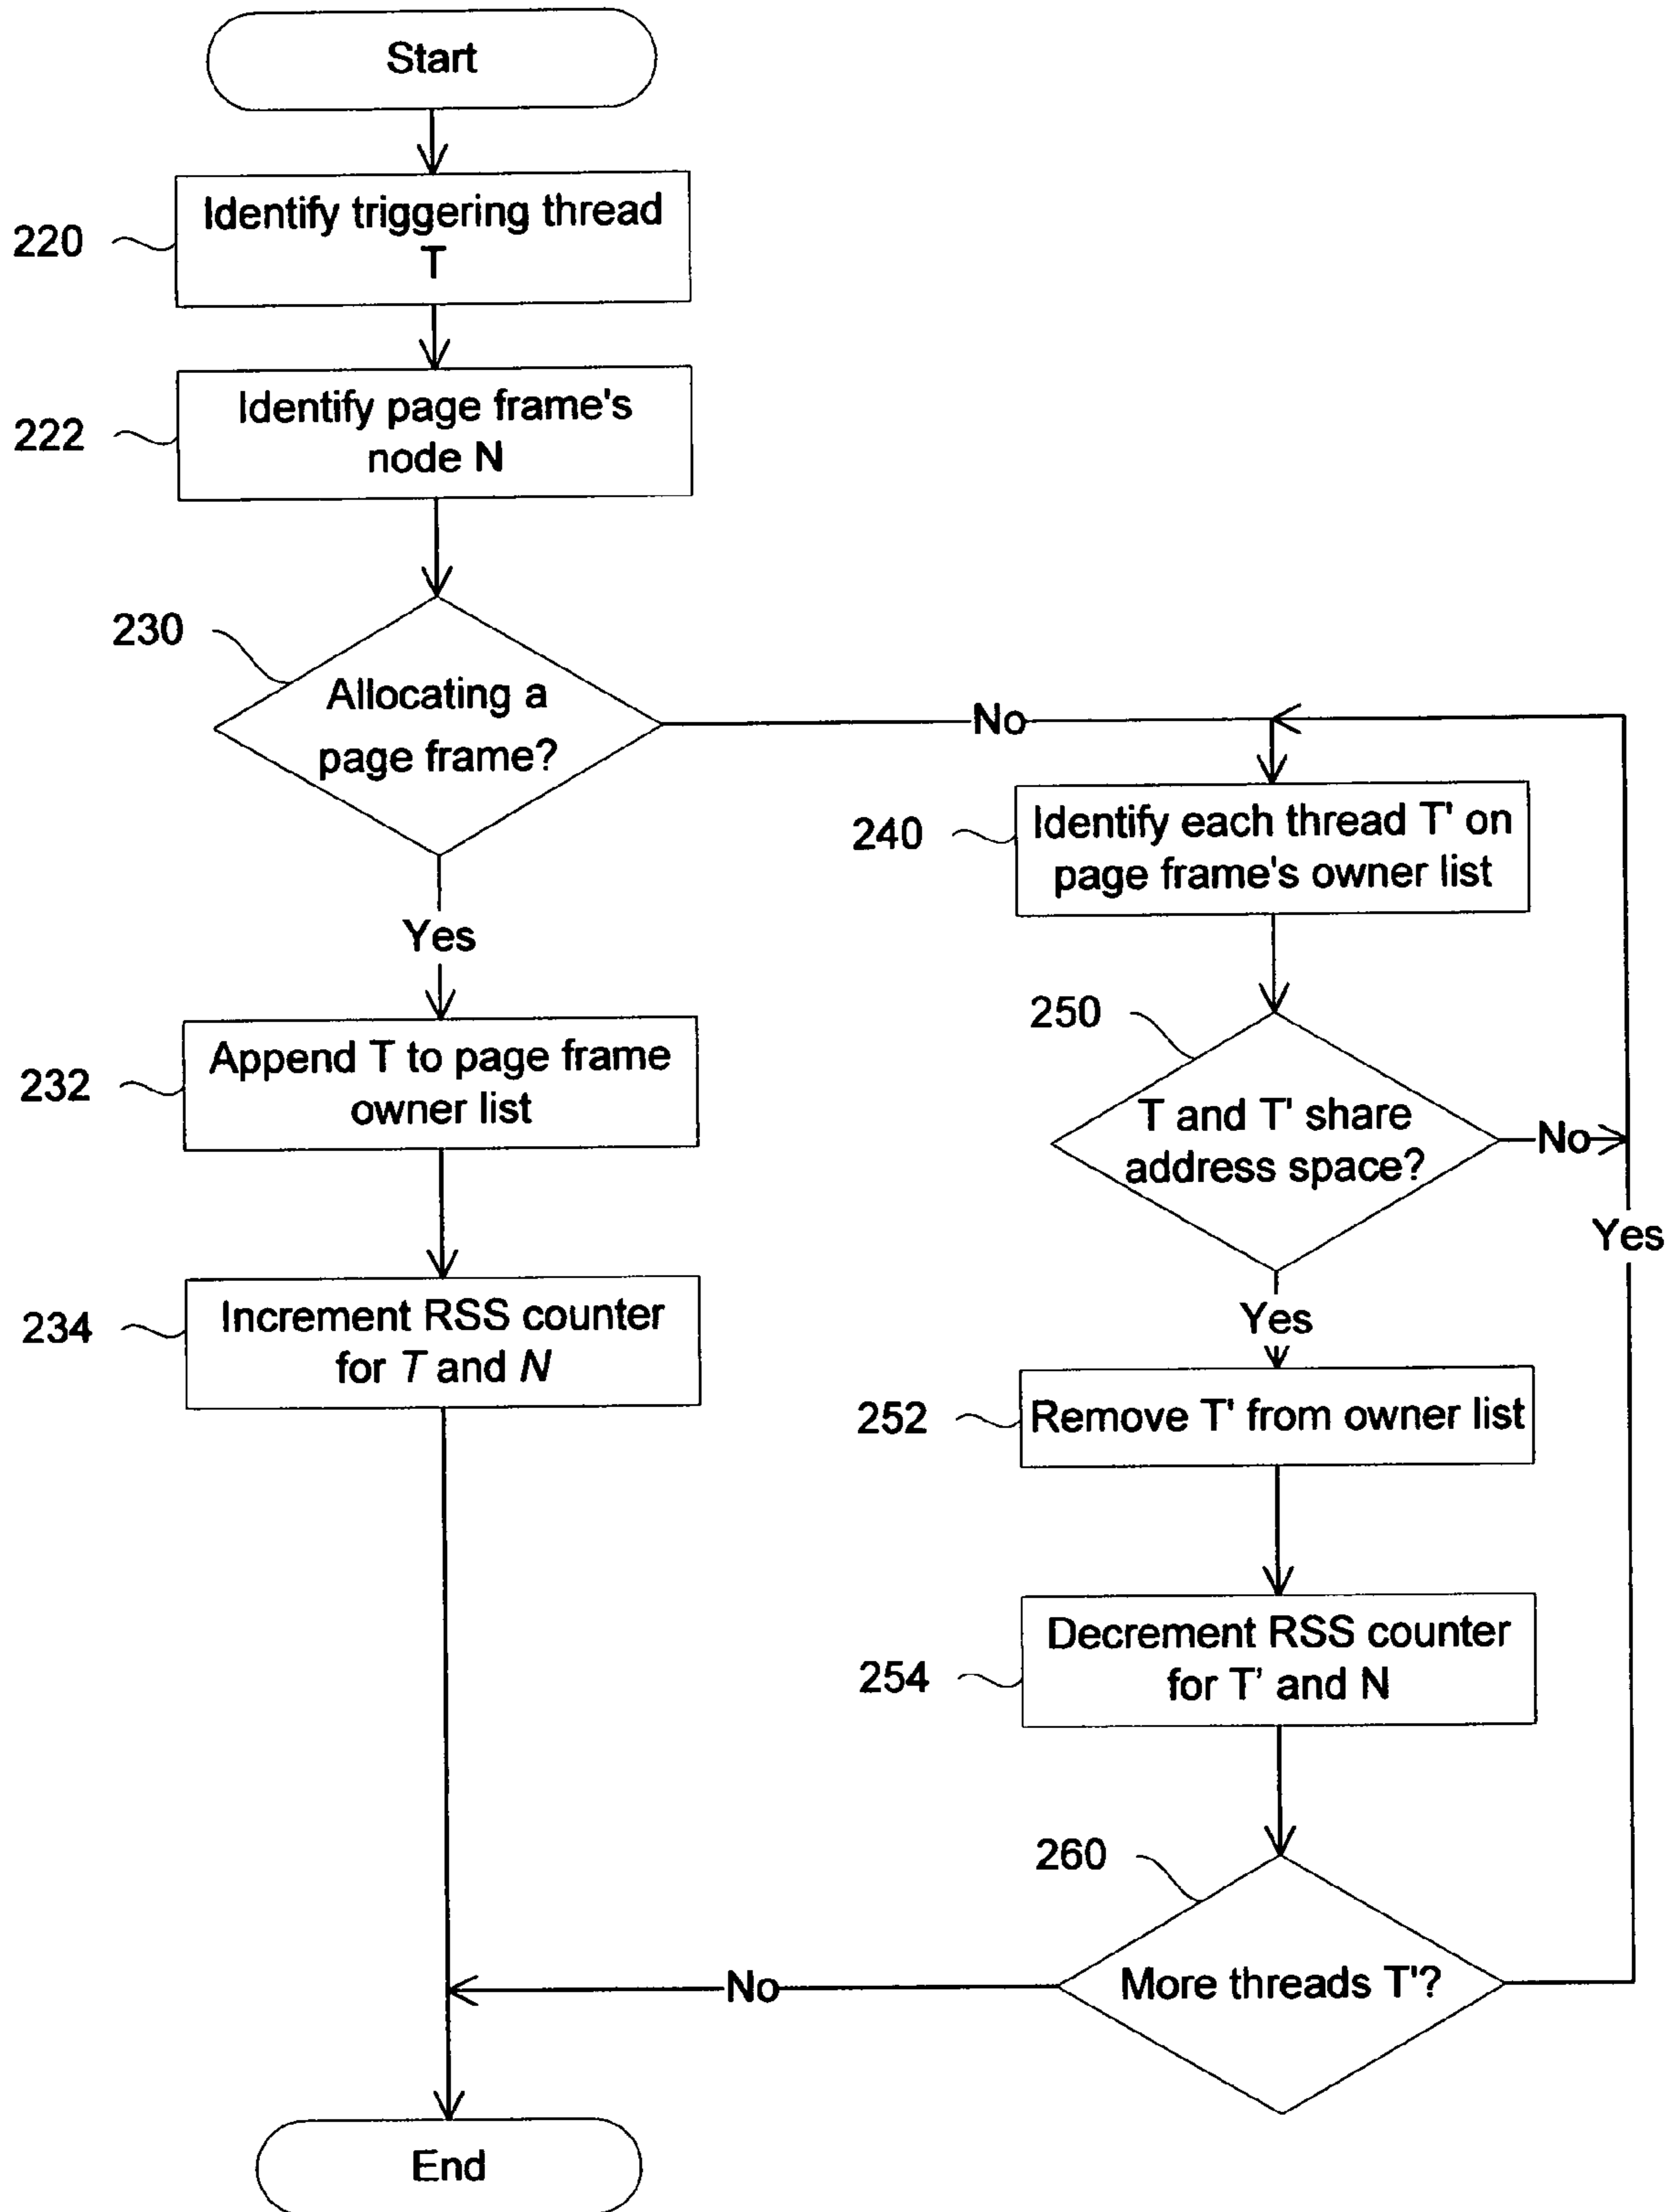 Start
220
Identify triggering thread
T
222
Identify page frame's
node N
230
Allocating a
page frame?
No
Yes
232
Append T to page frame
owner list
234
Increment RSS counter
for T and N
240
Identify each thread T' on
page frame's owner list
250
T and T' share
address space?
No
Yes
Yes
252
Remove T' from owner list
254
Decrement RSS counter
for T' and N
260
More threads T'?
No
End